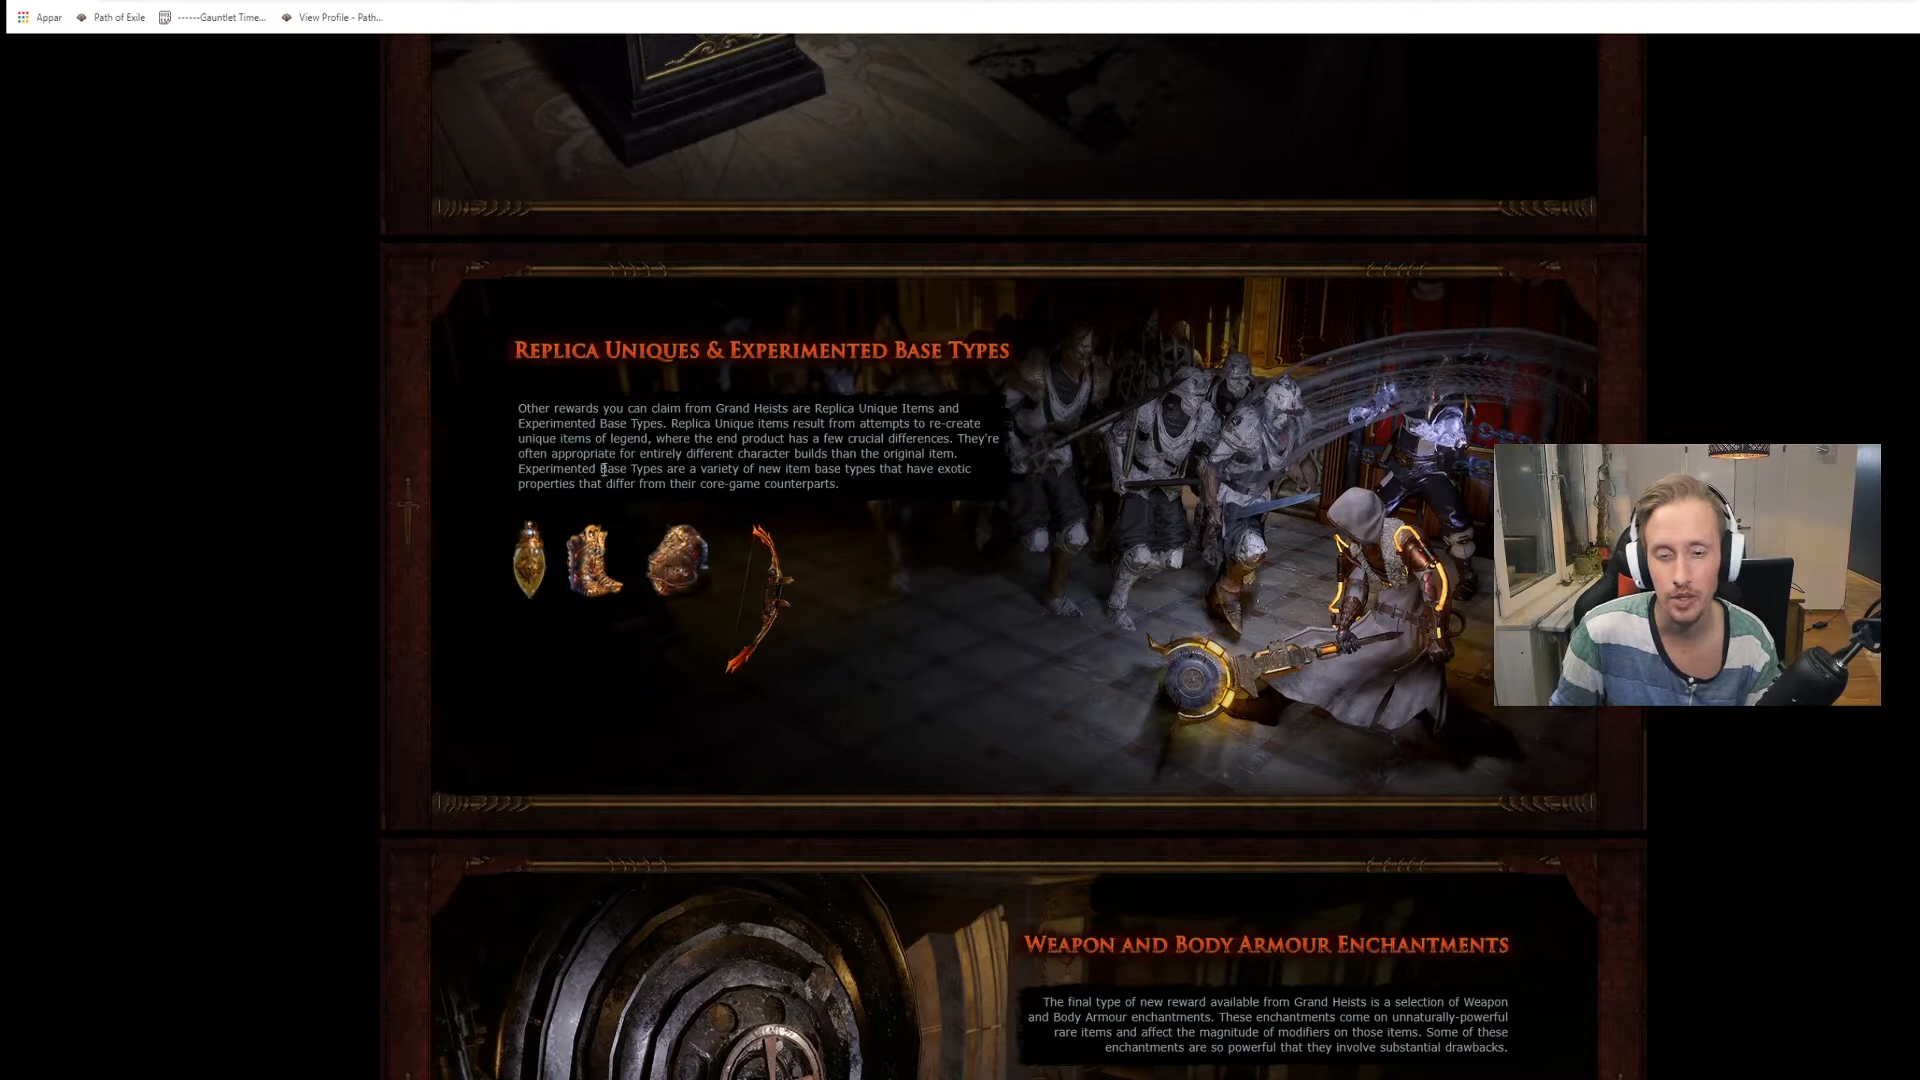 Appar
Path of Exile
------Gauntlet Time...
View Profile - Path...
Replica Uniques & Experimented Base Types
Other rewards you can claim from Grand Heists are Replica Unique Items and
Experimented Base Types. Replica Unique items result from attempts to re-create
unique items of legend, where the end product has a few crucial differences. They're
often appropriate for entirely different character builds than the original item.
Experimented Base Types are a variety of new item base types that have exotic
properties that differ from their core-game counterparts.
Weapon and Body Armour Enchantments
The final type of new reward available from Grand Heists is a selection of Weapon
and Body Armour enchantments. These enchantments come on unnaturally-powerful
rare items and affect the magnitude of modifiers on those items. Some of these
enchantments are so powerful that they involve substantial drawbacks.